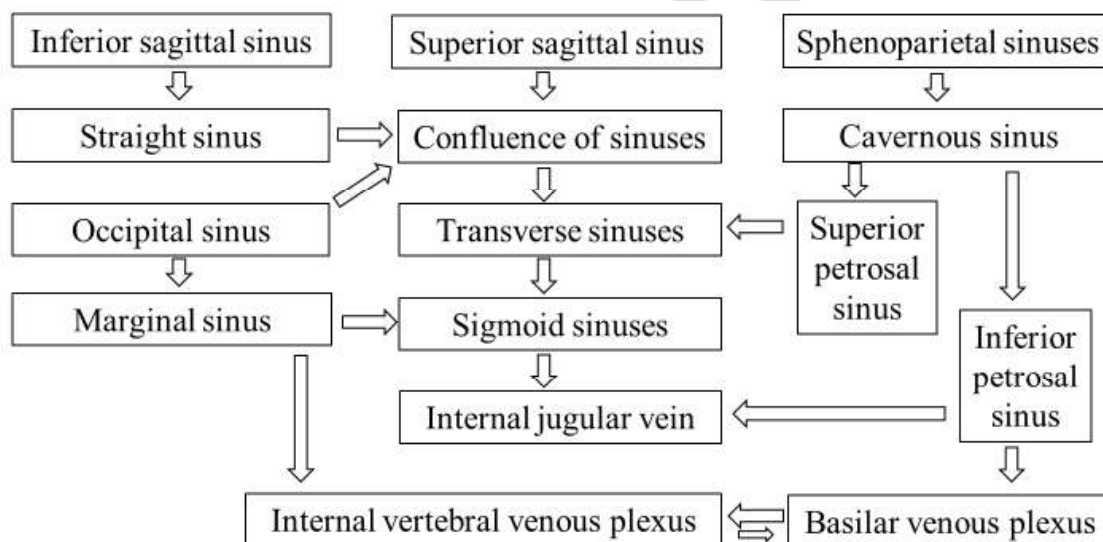 Inferior sagittal sinus
Superior sagittal sinus
Sphenoparietal sinuses
Straight sinus
Confluence of sinuses
Cavernous sinus
Occipital sinus
Transverse sinuses
Superior
petrosal
sinus
Marginal sinus
Sigmoid sinuses
Inferior
petrosal
sinus
Internal jugular vein
Internal vertebral venous plexus
Basilar venous plexus